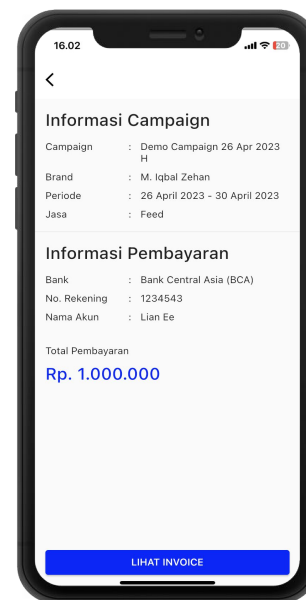 16.02
20
Informasi Campaign
Campaign : Demo Campaign 26 Apr 2023
H
Brand : M. Iqbal Zehan
Periode : 26 April 2023 - 30 April 2023
Jasa : Feed
Informasi Pembayaran
Bank : Bank Central Asia (BCA)
No. Rekening : 1234543
Nama Akun : Lian Ee
Total Pembayaran
Rp. 1.000.000
LIHAT INVOICE